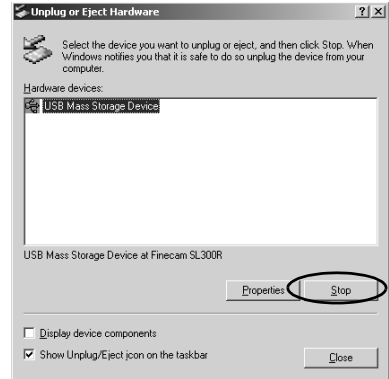 Unplug or Eject Hardware
Select the device you want to unplug or eject, and then click Stop. When
Windows notifies you that it is safe to do so unplug the device from your
computer.
Hardware devices:
USB Mass Storage Device
USB Mass Storage Device at Finecam SL300R
Properties Stop
Display device components
Show Unplug/Eject icon on the taskbar
Close